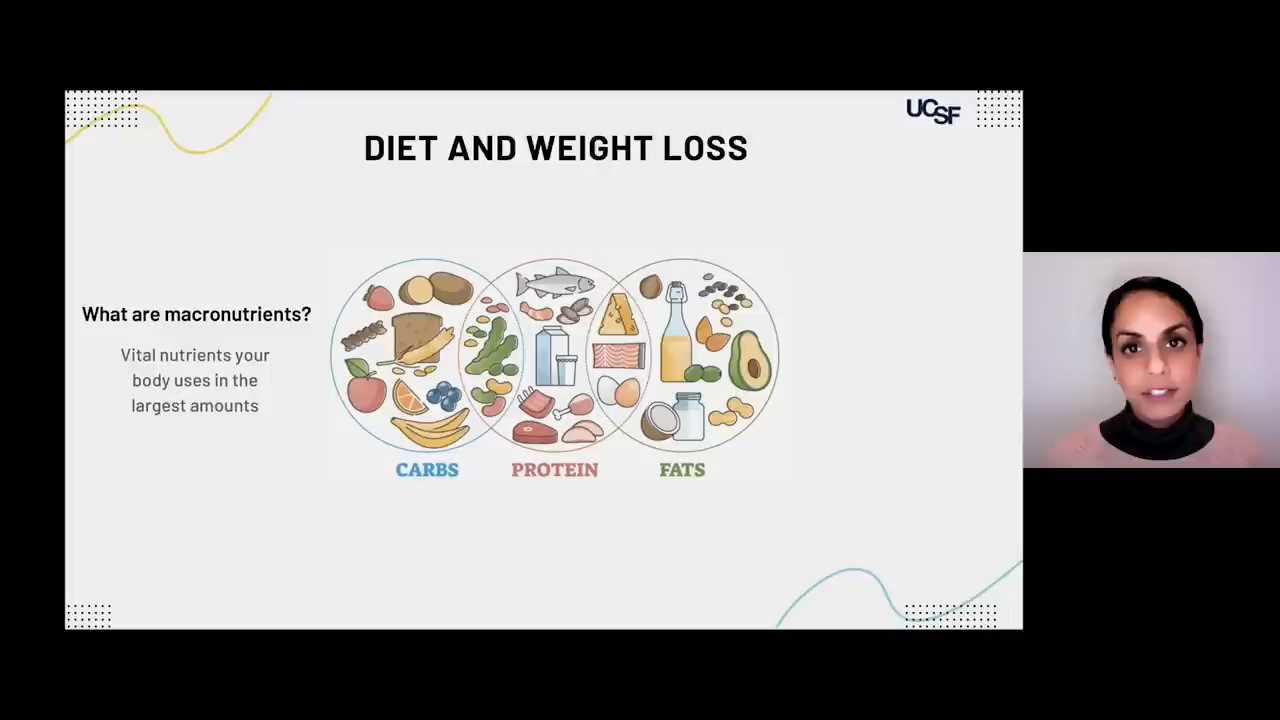 UCSF
DIET AND WEIGHT LOSS
What are macronutrients?
Vital nutrients your
body uses in the
largest amounts
CARBS
PROTEIN
FATS